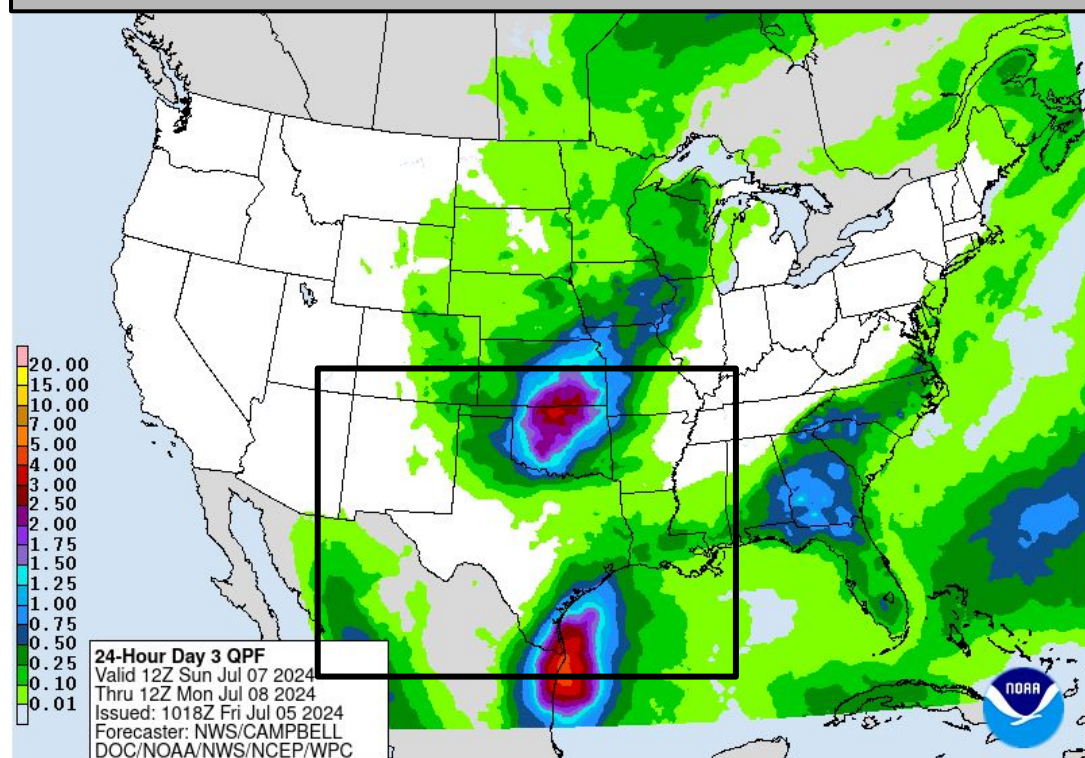 20.00
15.00
10.00
7.00
5.00
4.00
3.00
2.50
2.00
1.75
1.50
1.25
1.00
0.75
0.50
0.25
0.10
0.01
24-Hour Day 3 QPF
Valid 12Z Sun Jul 07 2024
Thru 12Z Mon Jul 08 2024
Issued: 1018Z Fri Jul 05 2024
Forecaster: NWS/CAMPBELL
DOC/NOAA/NWS/NCEP/WPC
NOAA